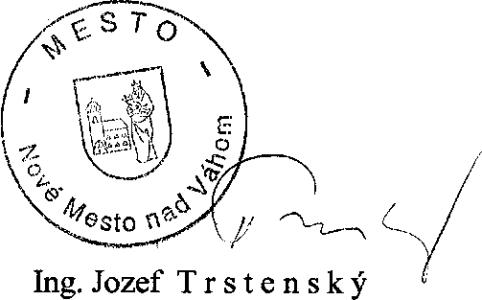 MESTO
Nové Mesto nad Váhom
Ing. Jozef Trstenský